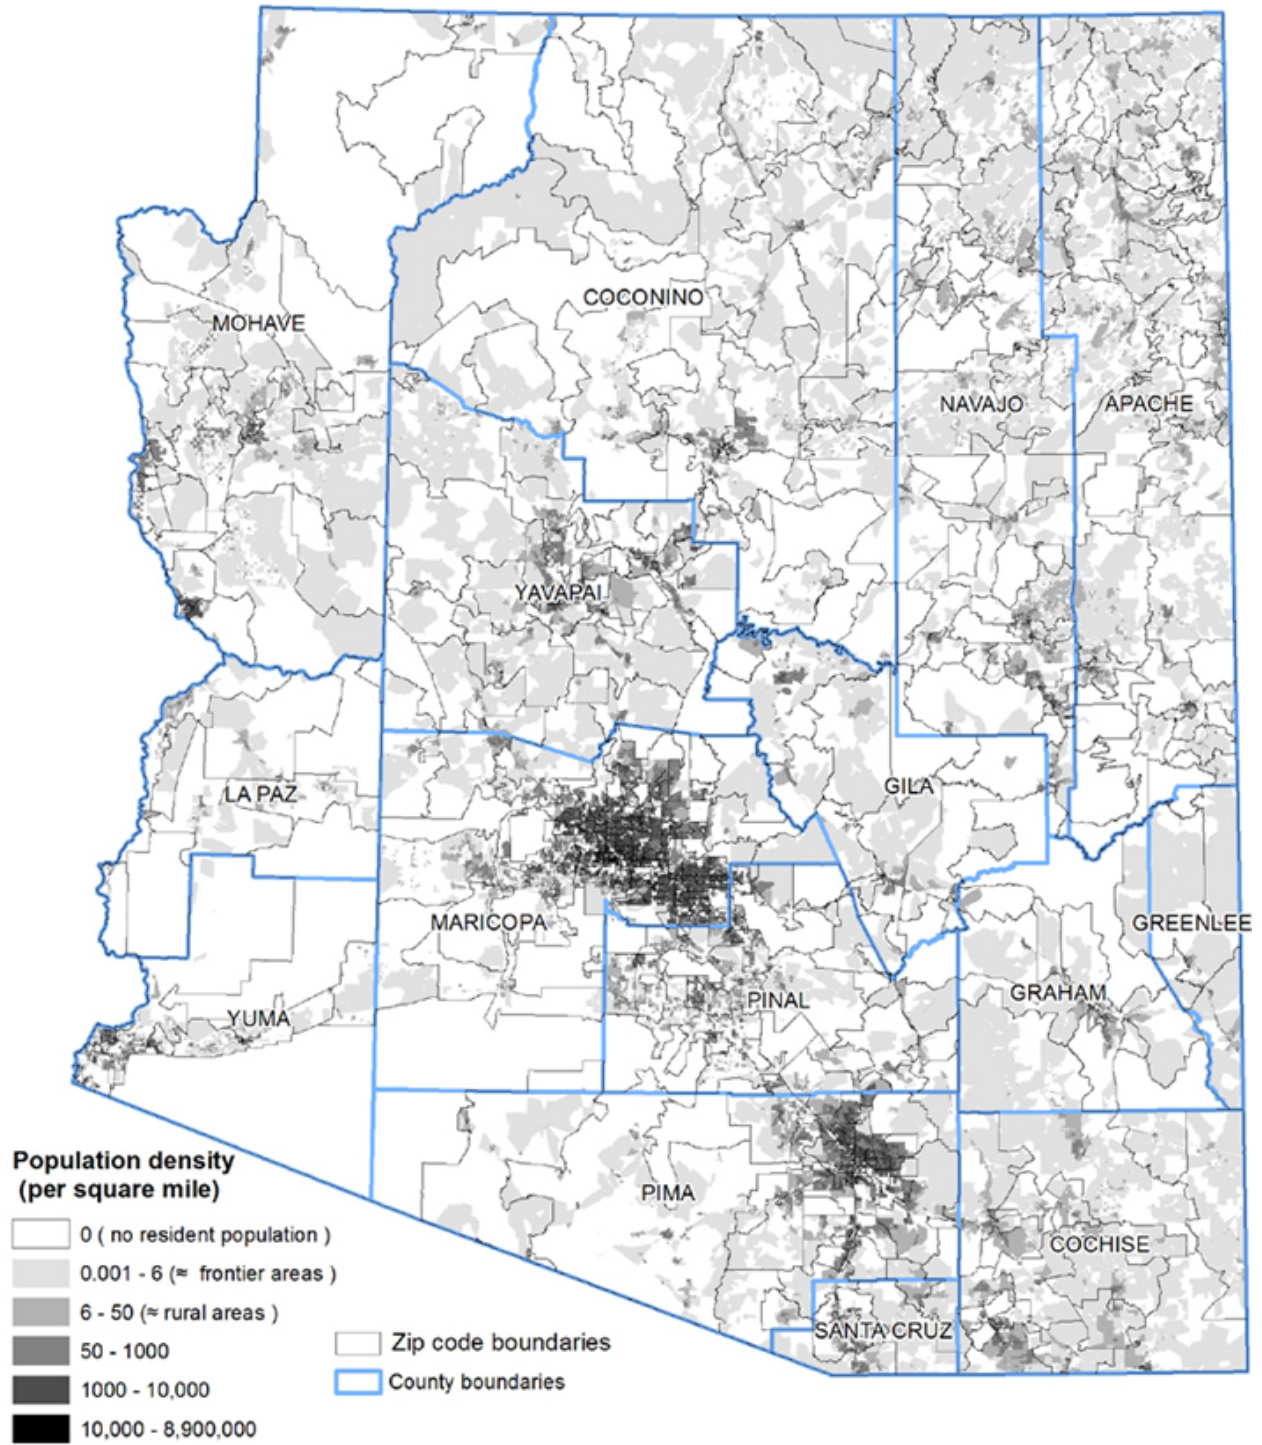 COCONINO
MOHAVE
NAVAJO
APACHE
YAVAPAI
GILA
LA PAZ
MARICOPA
GREENLEE
GRAHAM
PINAL
YUMA
PIMA
COCHISE
SANTA CRUZ
Population density
(per square mile)
0 ( no resident population )
0.001 - 6 (≈ frontier areas )
6 - 50 (≈ rural areas )
50 - 1000
1000 - 10,000
10,000 - 8,900,000
Zip code boundaries
County boundaries